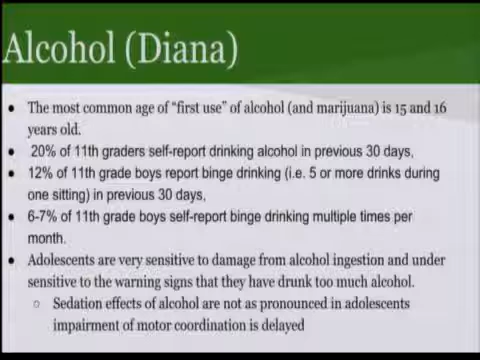 Alcohol (Diana)
● The most common age of "first use" of alcohol (and marijuana) is 15 and 16
years old.
● 20% of 11th graders self-report drinking alcohol in previous 30 days,
● 12% of 11th grade boys report binge drinking (i.e. 5 or more drinks during
one sitting) in previous 30 days,
● 6-7% of 11th grade boys self-report binge drinking multiple times per
month.
● Adolescents are very sensitive to damage from alcohol ingestion and under
sensitive to the warning signs that they have drunk too much alcohol.
○ Sedation effects of alcohol are not as pronounced in adolescents
impairment of motor coordination is delayed